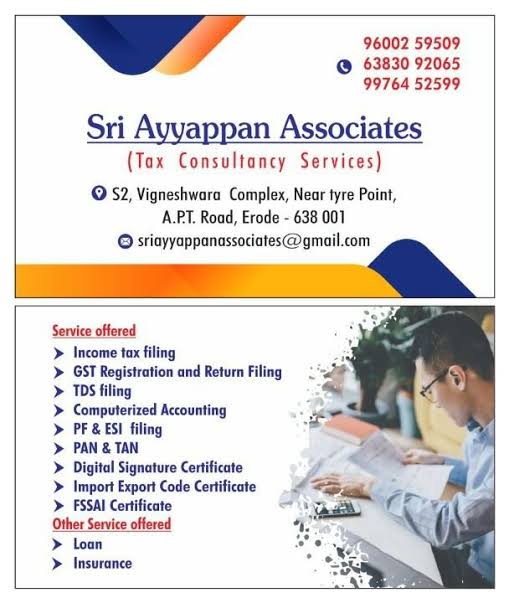 96002 59509
63830 92065
99764 52599
Sri Ayyappan Associates
(Tax Consultancy Services)
S2, Vigneshwara Complex, Near tyre Point,
A.P.T. Road, Erode - 638 001
sriayyappanassociates@gmail.com
Service offered
Income tax filing
GST Registration and Return Filing
TDS filing
Computerized Accounting
PF & ESI filing
PAN & TAN
Digital Signature Certificate
Import Export Code Certificate
FSSAI Certificate
Other Service offered
Loan
Insurance